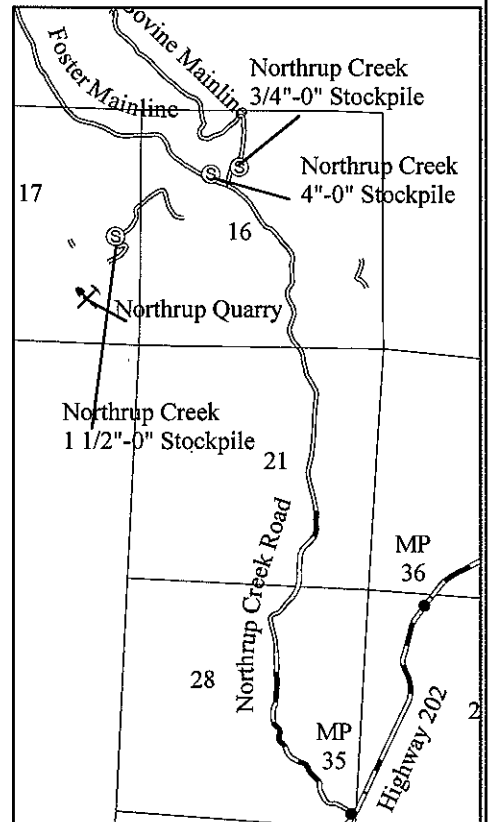 Bovine Mainline
Foster Mainline
Northrup Creek
3/4"-0" Stockpile
Northrup Creek
4"-0" Stockpile
S
S
17
16
S
Northrup Quarry
Northrup Creek
1 1/2"-0" Stockpile
21
Northrup Creek Road
MP
36
28
2
MP
35
Highway 202